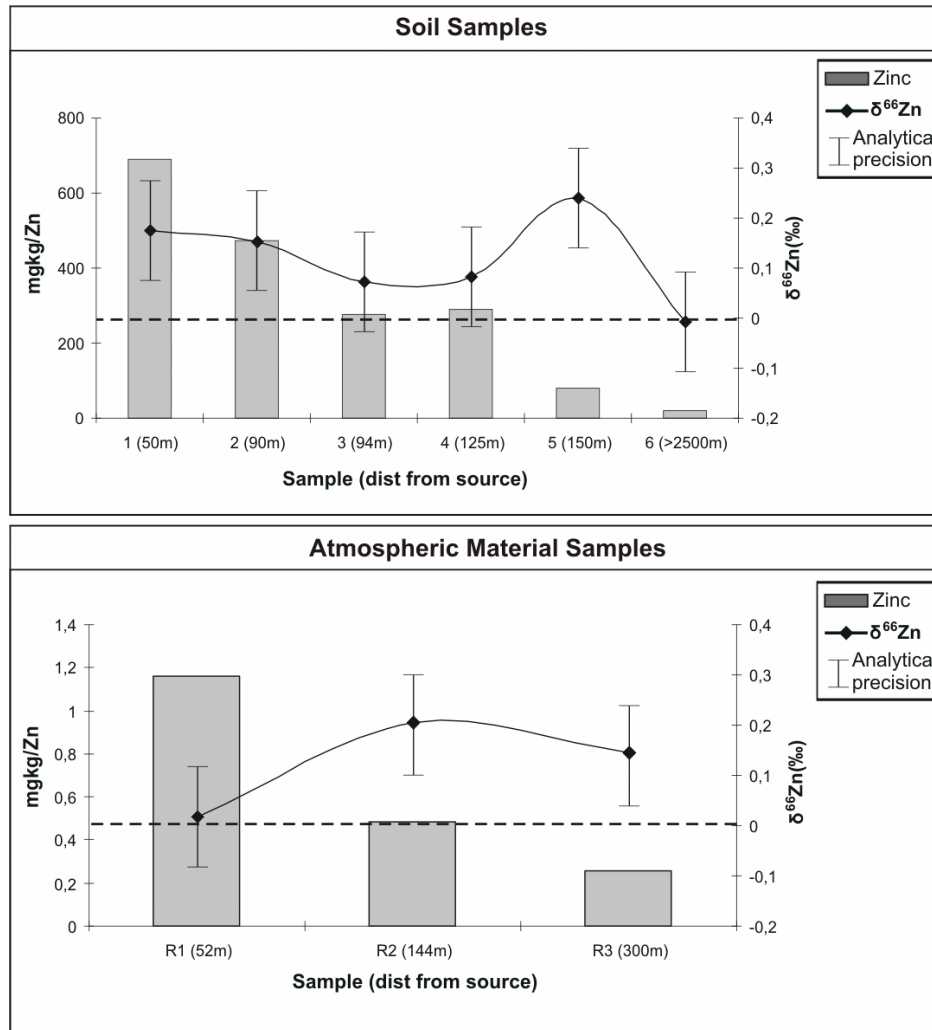 Soil Samples
Zinc
δ⁶⁶Zn
Analytical
precision
800
600
400
200
0
mgkg/Zn
0,4
0,3
0,2
0,1
0
-0,1
-0,2
δ⁶⁶Zn(‰)
1 (50m) 2 (90m) 3 (94m) 4 (125m) 5 (150m) 6 (>2500m)
Sample (dist from source)
Atmospheric Material Samples
Zinc
δ⁶⁶Zn
Analytical
precision
1,4
1,2
1
0,8
0,6
0,4
0,2
0
mgkg/Zn
0,4
0,3
0,2
0,1
0
-0,1
-0,2
δ⁶⁶Zn(‰)
R1 (52m) R2 (144m) R3 (300m)
Sample (dist from source)